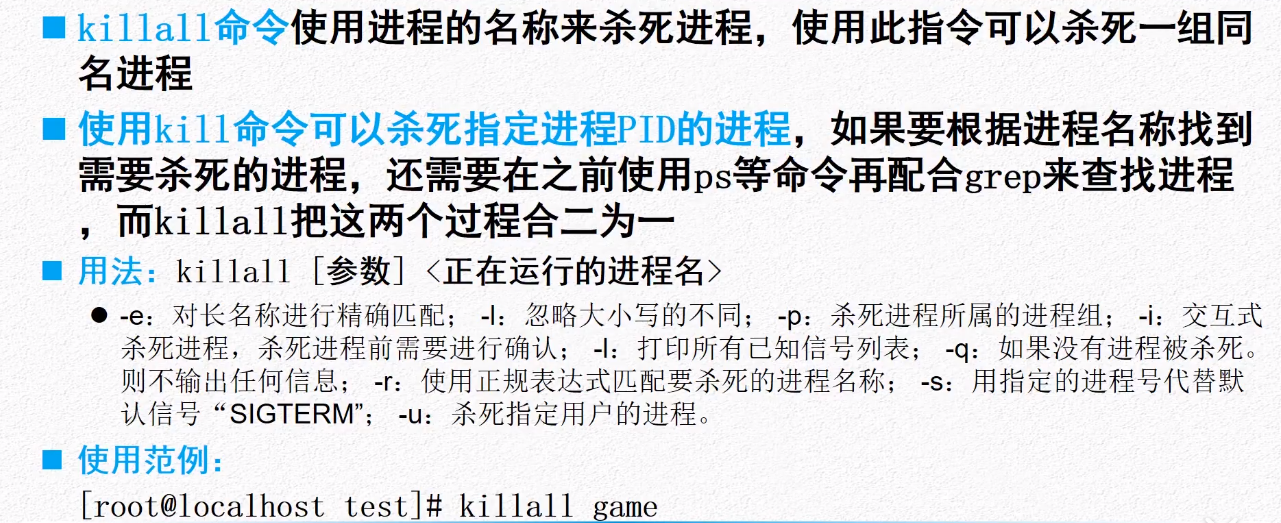 killall命令使用进程的名称来杀死进程，使用此指令可以杀死一组同
名进程
使用kill命令可以杀死指定进程PID的进程，如果要根据进程名称找到
需要杀死的进程，还需要在之前使用ps等命令再配合grep来查找进程
，而killall把这两个过程合二为一
用法：killall [参数] <正在运行的进程名>
-e：对长名称进行精确匹配； -I：忽略大小写的不同； -p：杀死进程所属的进程组； -i：交互式
杀死进程，杀死进程前需要进行确认； -l：打印所有已知信号列表； -q：如果没有进程被杀死。
则不输出任何信息； -r：使用正规表达式匹配要杀死的进程名称； -s：用指定的进程号代替默
认信号“SIGTERM”； -u：杀死指定用户的进程。
使用范例：
[root@localhost test]# killall game